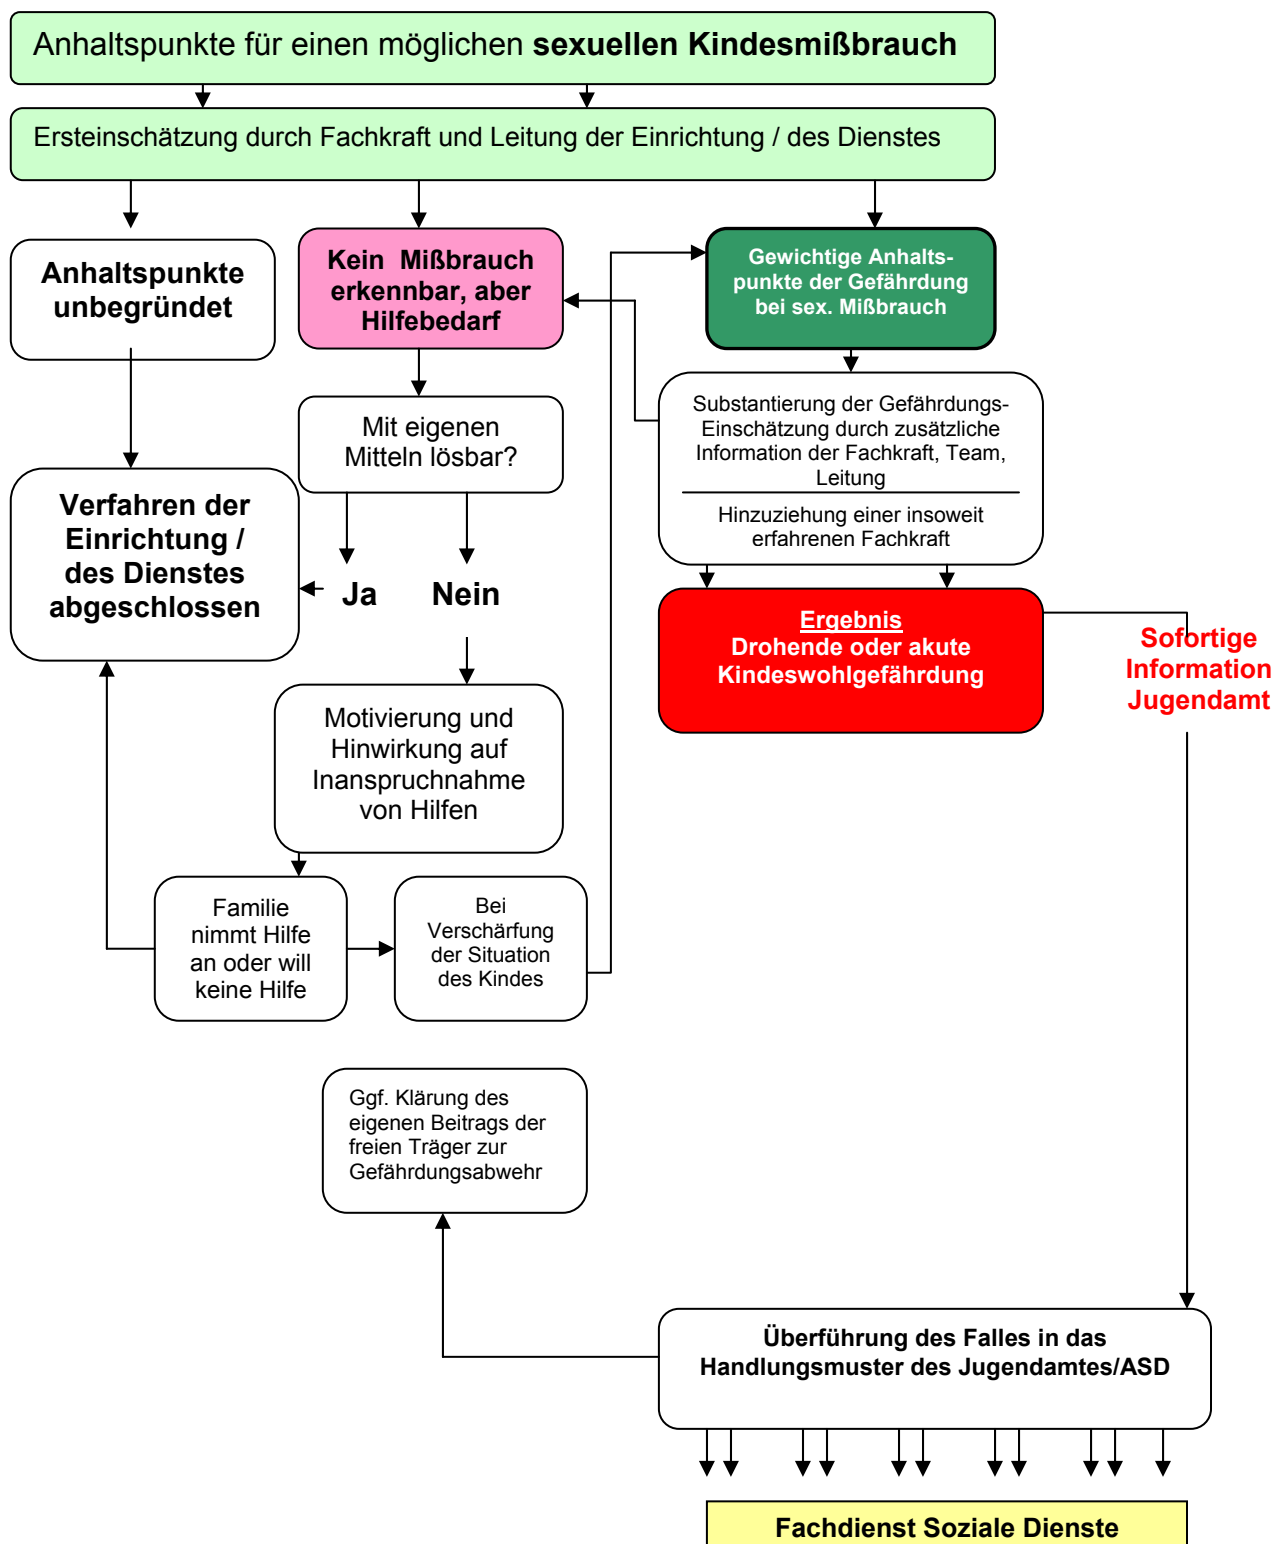 Anhaltspunkte für einen möglichen sexuellen Kindesmißbrauch
Ersteinschätzung durch Fachkraft und Leitung der Einrichtung / des Dienstes
Anhaltspunkte
unbegründet
Kein Mißbrauch
erkennbar, aber
Hilfebedarf
Gewichtige Anhalts-
punkte der Gefährdung
bei sex. Mißbrauch
Mit eigenen
Mitteln lösbar?
Substantierung der Gefährdungs-
Einschätzung durch zusätzliche
Information der Fachkraft, Team,
Leitung
Hinzuziehung einer insoweit
erfahrenen Fachkraft
Verfahren der
Einrichtung /
des Dienstes
abgeschlossen
Ja
Nein
Ergebnis
Drohende oder akute
Kindeswohlgefährdung
Sofortige
Information
Jugendamt
Motivierung und
Hinwirkung auf
Inanspruchnahme
von Hilfen
Familie
nimmt Hilfe
an oder will
keine Hilfe
Bei
Verschärfung
der Situation
des Kindes
Ggf. Klärung des
eigenen Beitrags der
freien Träger zur
Gefährdungsabwehr
Überführung des Falles in das
Handlungsmuster des Jugendamtes/ASD
Fachdienst Soziale Dienste